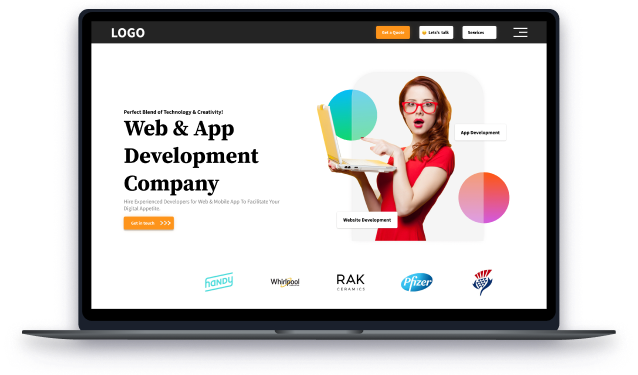 LOGO
Get a Quote
Let's Talk
Services
Perfect Blend of Technology & Creativity!
Web & App
Development
Company
Hire Experienced Developers for Web & Mobile App To Facilitate Your
Digital Appetite.
Get in touch
App Development
Website Development
handy
Whirlpool
RAK
CERAMICS
Pfizer